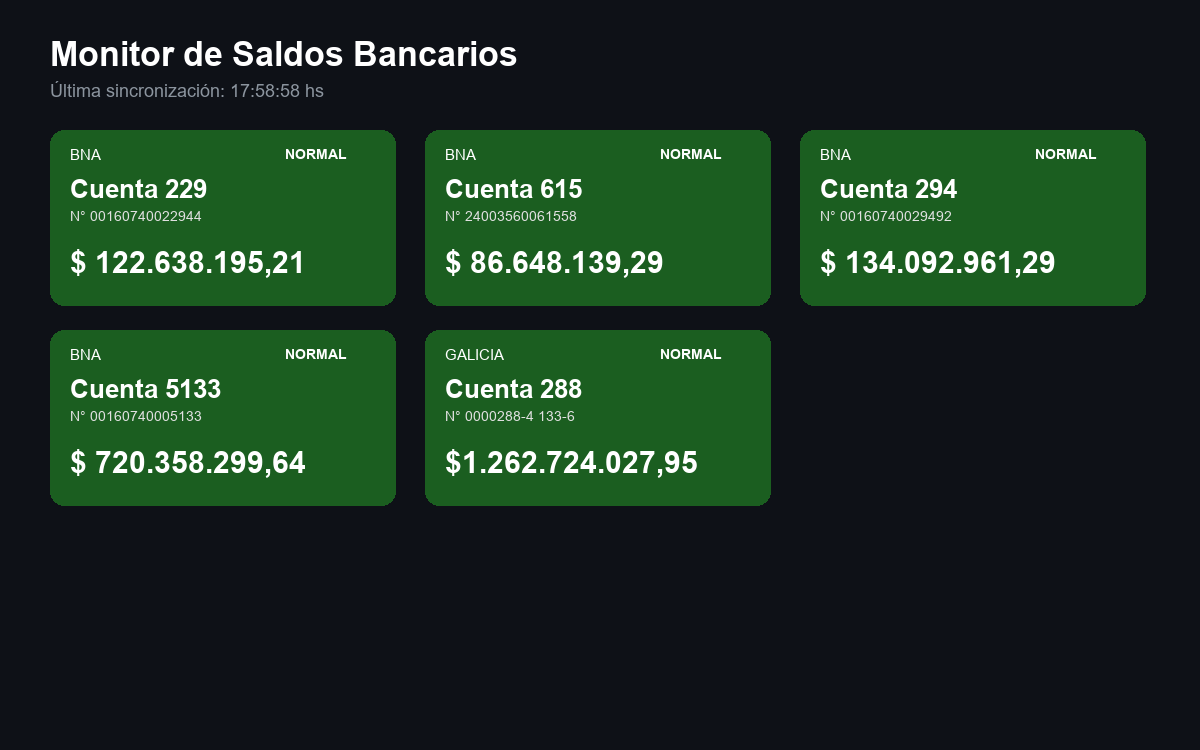 Monitor de Saldos Bancarios
Última sincronización: 17:58:58 hs
BNA NORMAL
Cuenta 229
N° 00160740022944
$ 122.638.195,21
BNA NORMAL
Cuenta 615
N° 24003560061558
$ 86.648.139,29
BNA NORMAL
Cuenta 294
N° 00160740029492
$ 134.092.961,29
BNA NORMAL
Cuenta 5133
N° 00160740005133
$ 720.358.299,64
GALICIA NORMAL
Cuenta 288
N° 0000288-4 133-6
$1.262.724.027,95